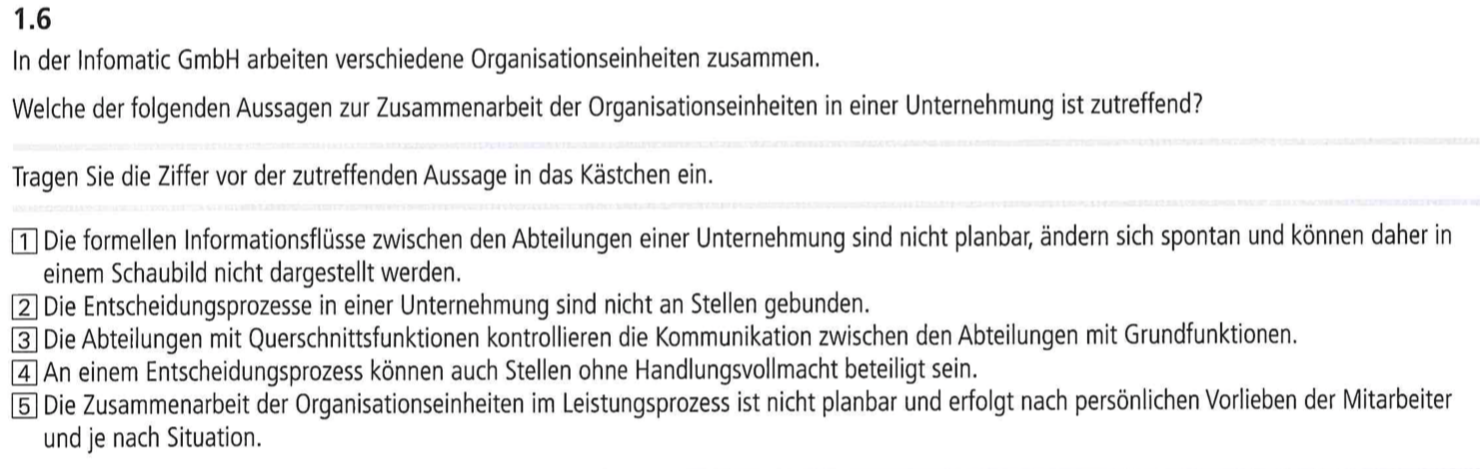 1.6
In der Infomatic GmbH arbeiten verschiedene Organisationseinheiten zusammen.
Welche der folgenden Aussagen zur Zusammenarbeit der Organisationseinheiten in einer Unternehmung ist zutreffend?
Tragen Sie die Ziffer vor der zutreffenden Aussage in das Kästchen ein.
1 Die formellen Informationsflüsse zwischen den Abteilungen einer Unternehmung sind nicht planbar, ändern sich spontan und können daher in
einem Schaubild nicht dargestellt werden.
2 Die Entscheidungsprozesse in einer Unternehmung sind nicht an Stellen gebunden.
3 Die Abteilungen mit Querschnittsfunktionen kontrollieren die Kommunikation zwischen den Abteilungen mit Grundfunktionen.
4 An einem Entscheidungsprozess können auch Stellen ohne Handlungsvollmacht beteiligt sein.
5 Die Zusammenarbeit der Organisationseinheiten im Leistungsprozess ist nicht planbar und erfolgt nach persönlichen Vorlieben der Mitarbeiter
und je nach Situation.